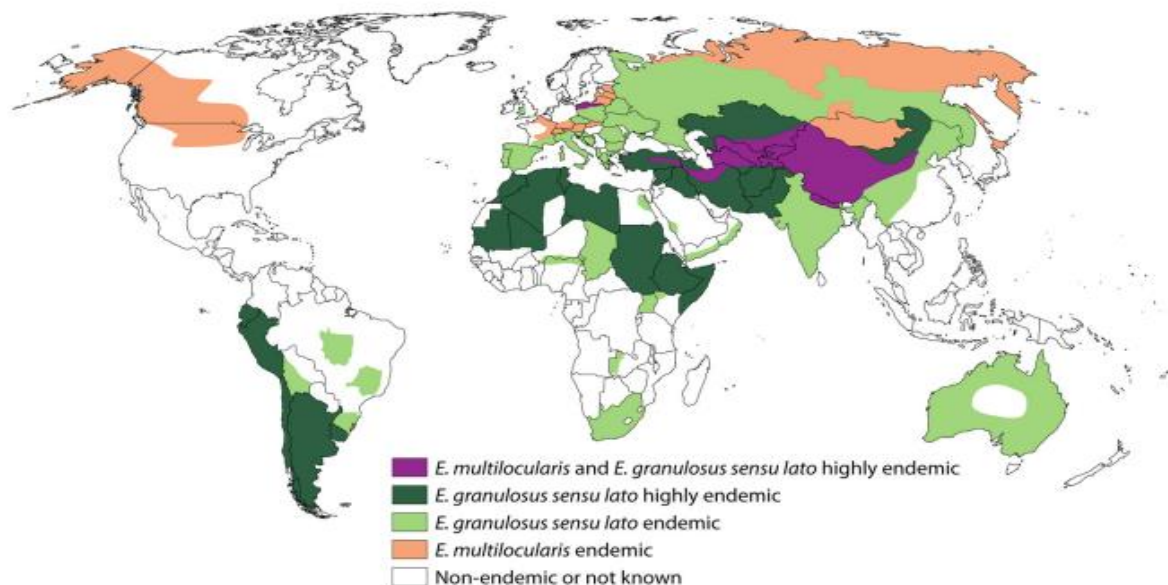 E. multilocularis and E. granulosus sensu lato highly endemic
E. granulosus sensu lato highly endemic
E. granulosus sensu lato endemic
E. multilocularis endemic
Non-endemic or not known